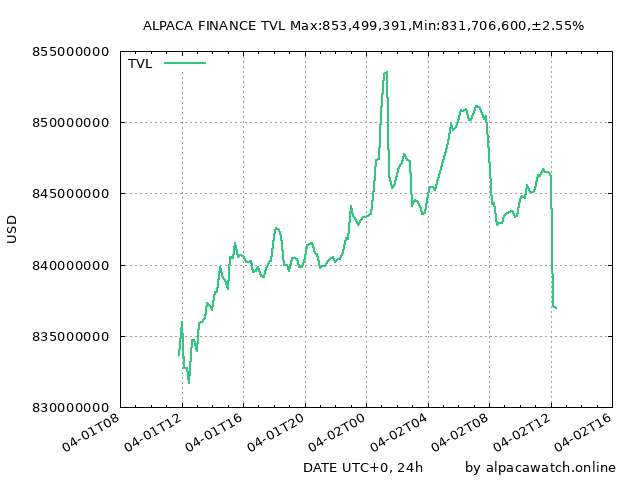 ALPACA FINANCE TVL Max:853,499,391,Min:831,706,600,±2.55%
855000000
TVL
850000000
845000000
USD
840000000
835000000
830000000
04-01T08 04-01T12 04-01T16 04-01T20 04-02T00 04-02T04 04-02T08 04-02T12 04-02T16
DATE UTC+0, 24h by alpacawatch.online